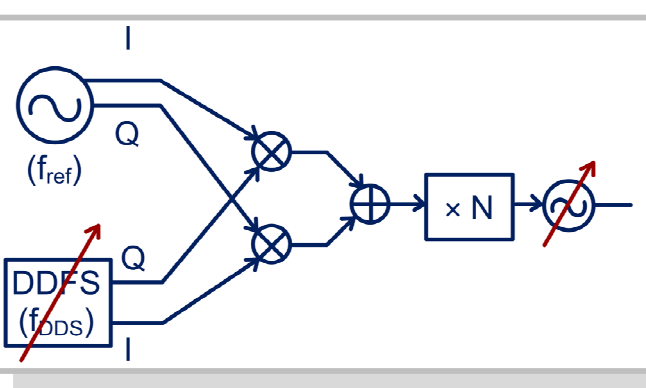 I
Q
(fref)
× N
Q
DDFS
(fDDS)
I